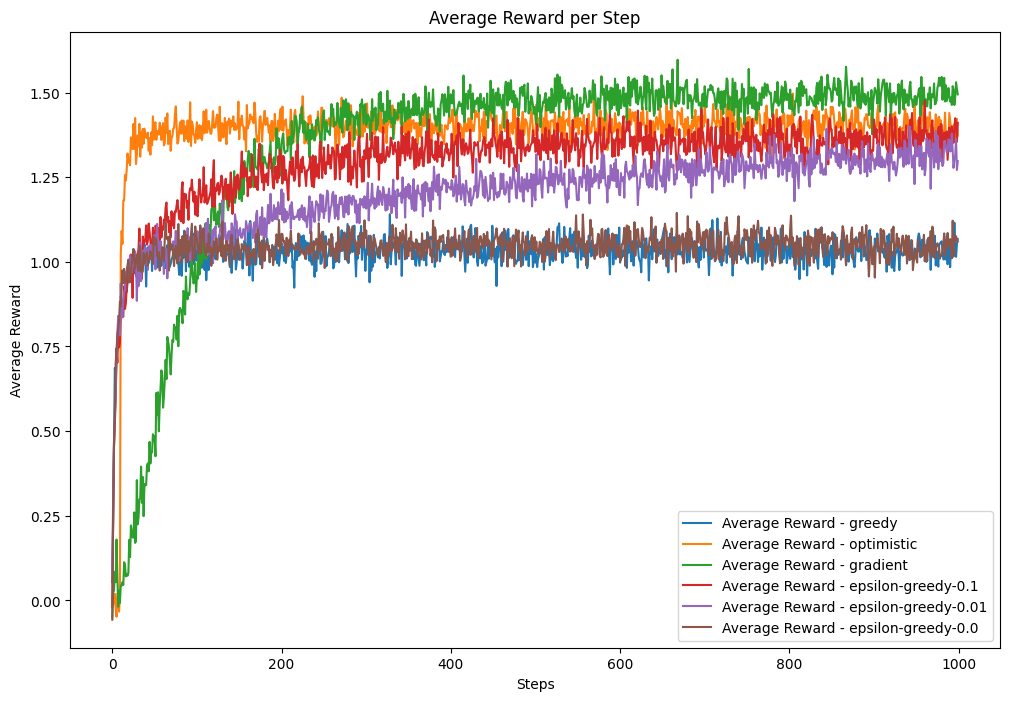 Average Reward per Step
Average Reward
1.50
1.25
1.00
0.75
0.50
0.25
0.00
0
200
400
600
800
1000
Steps
Average Reward - greedy
Average Reward - optimistic
Average Reward - gradient
Average Reward - epsilon-greedy-0.1
Average Reward - epsilon-greedy-0.01
Average Reward - epsilon-greedy-0.0